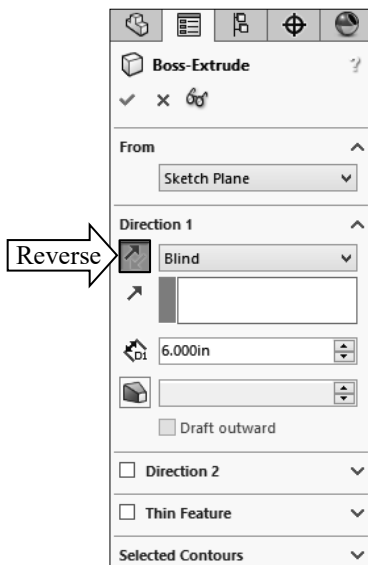 Boss-Extrude
?
From
Sketch Plane
Direction 1
Reverse
Blind
D1
6.000in
Draft outward
Direction 2
Thin Feature
Selected Contours